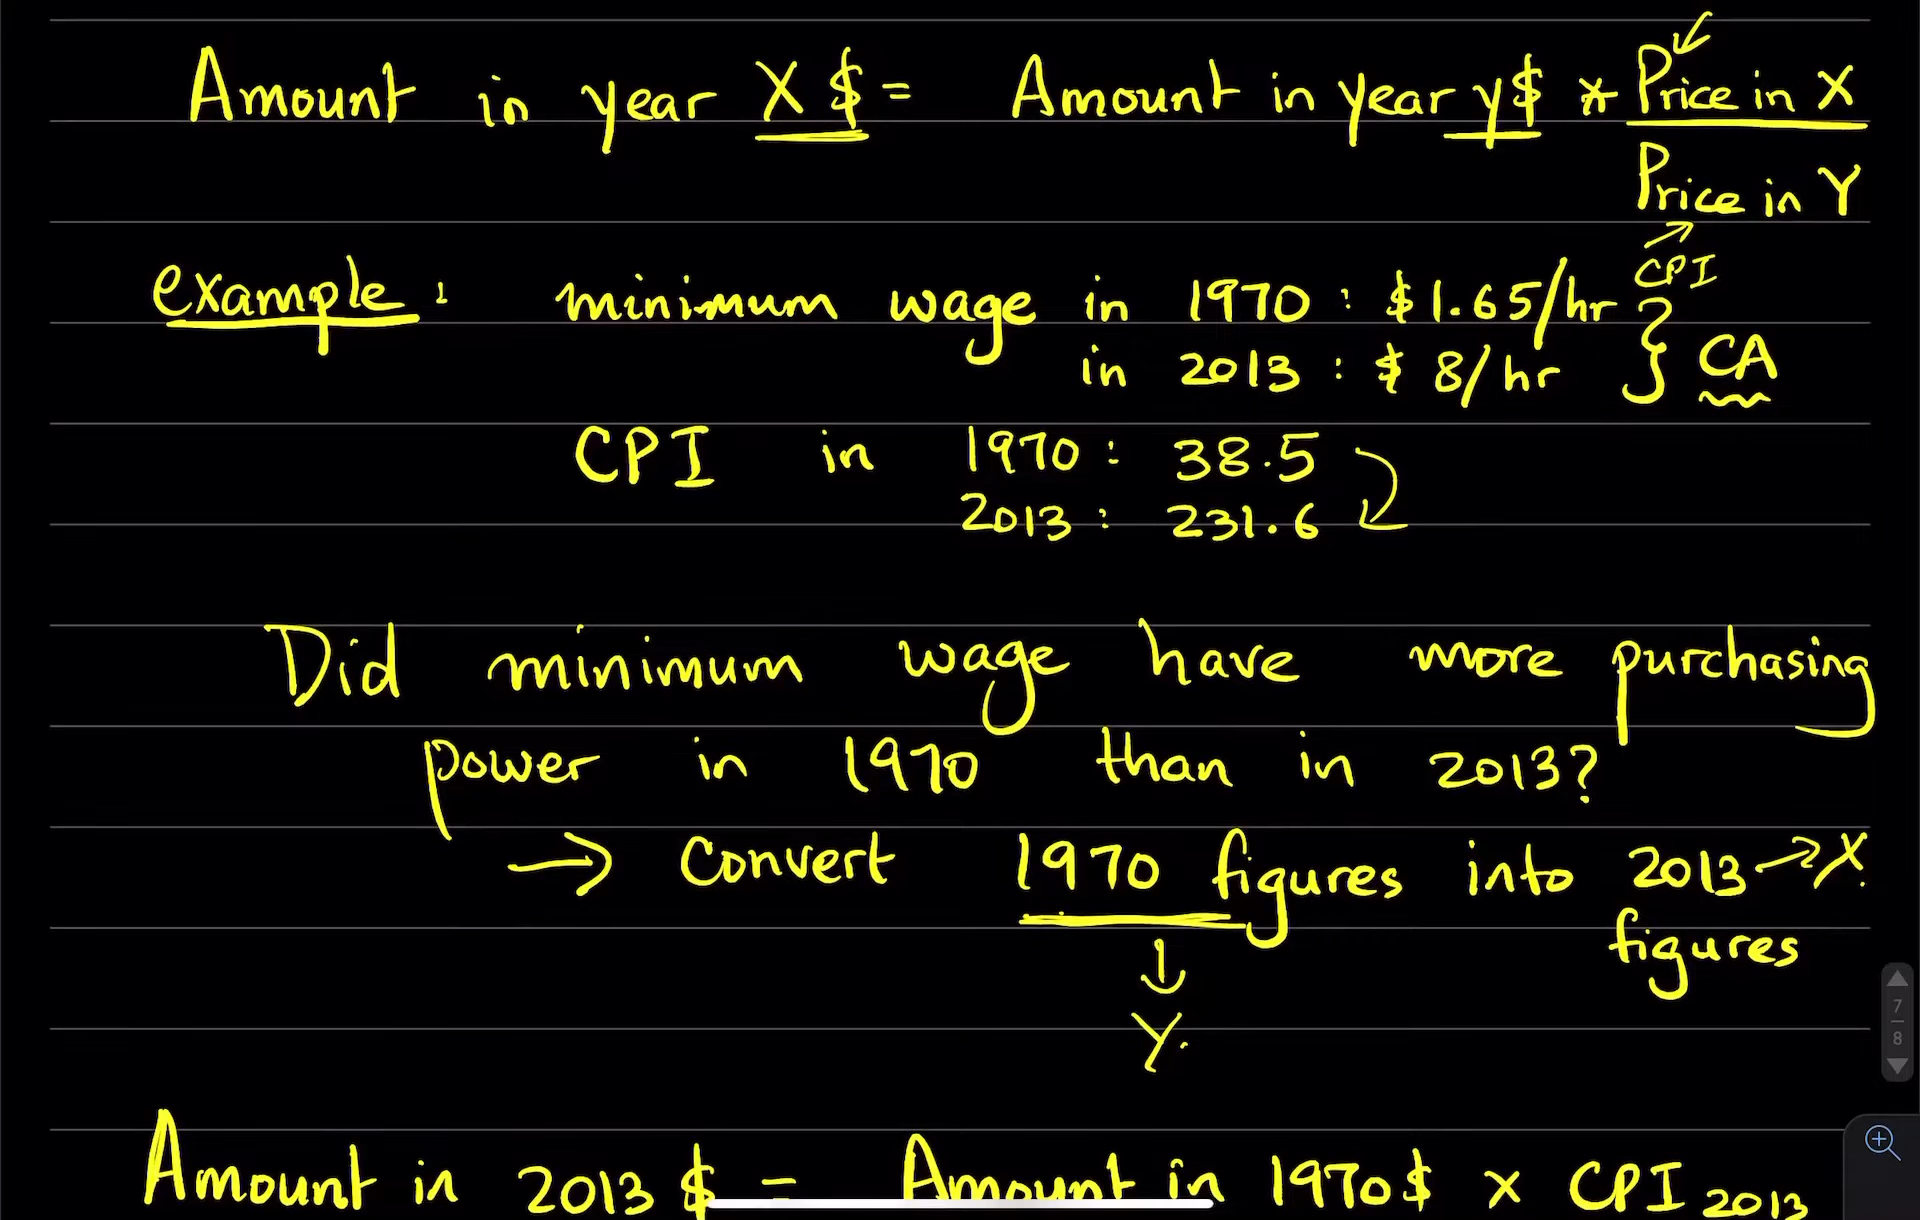 Amount in year X $ = Amount in year y$ * Price in X
Price in Y
CPI
example: minimum wage in 1970 : $1.65/hr
in 2013 : $ 8/hr } CA
CPI in 1970 : 38.5
2013 : 231.6
Did minimum wage have more purchasing
power in 1970 than in 2013?
→ Convert 1970 figures into 2013 → X.
figures
↓
Y.
7
8
Amount in 2013 $ = Amount in 1970$ x CPI 2013